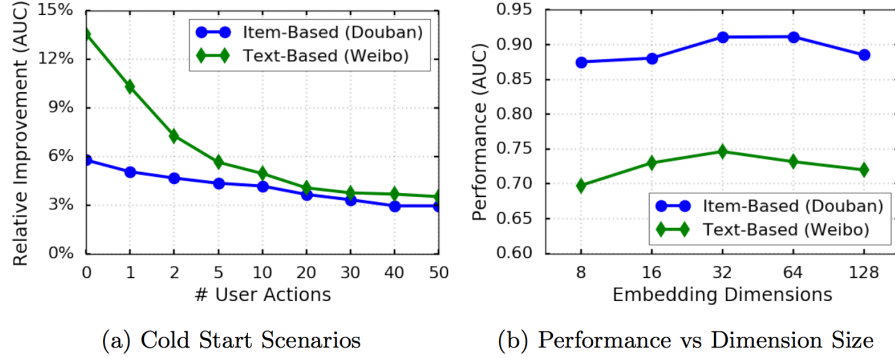 15%
12%
9%
6%
3%
0%
Relative Improvement (AUC)
Item-Based (Douban)
Text-Based (Weibo)
0 1 2 5 10 20 30 40 50
# User Actions
(a) Cold Start Scenarios
0.95
0.90
0.85
0.80
0.75
0.70
0.65
0.60
Performance (AUC)
Item-Based (Douban)
Text-Based (Weibo)
8 16 32 64 128
Embedding Dimensions
(b) Performance vs Dimension Size